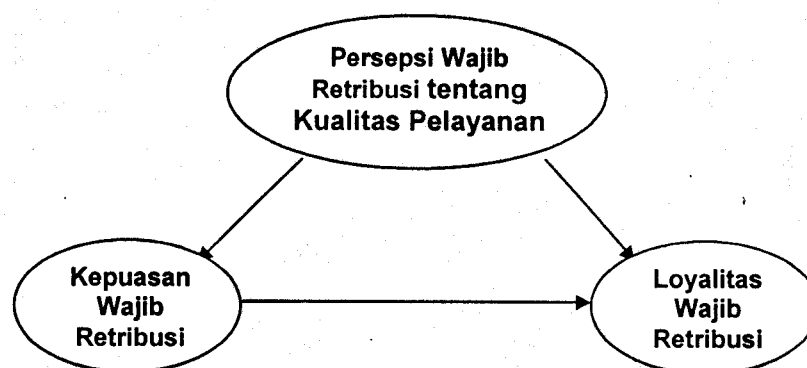 Persepsi Wajib
Retribusi tentang
Kualitas Pelayanan
Kepuasan
Wajib
Retribusi
Loyalitas
Wajib
Retribusi